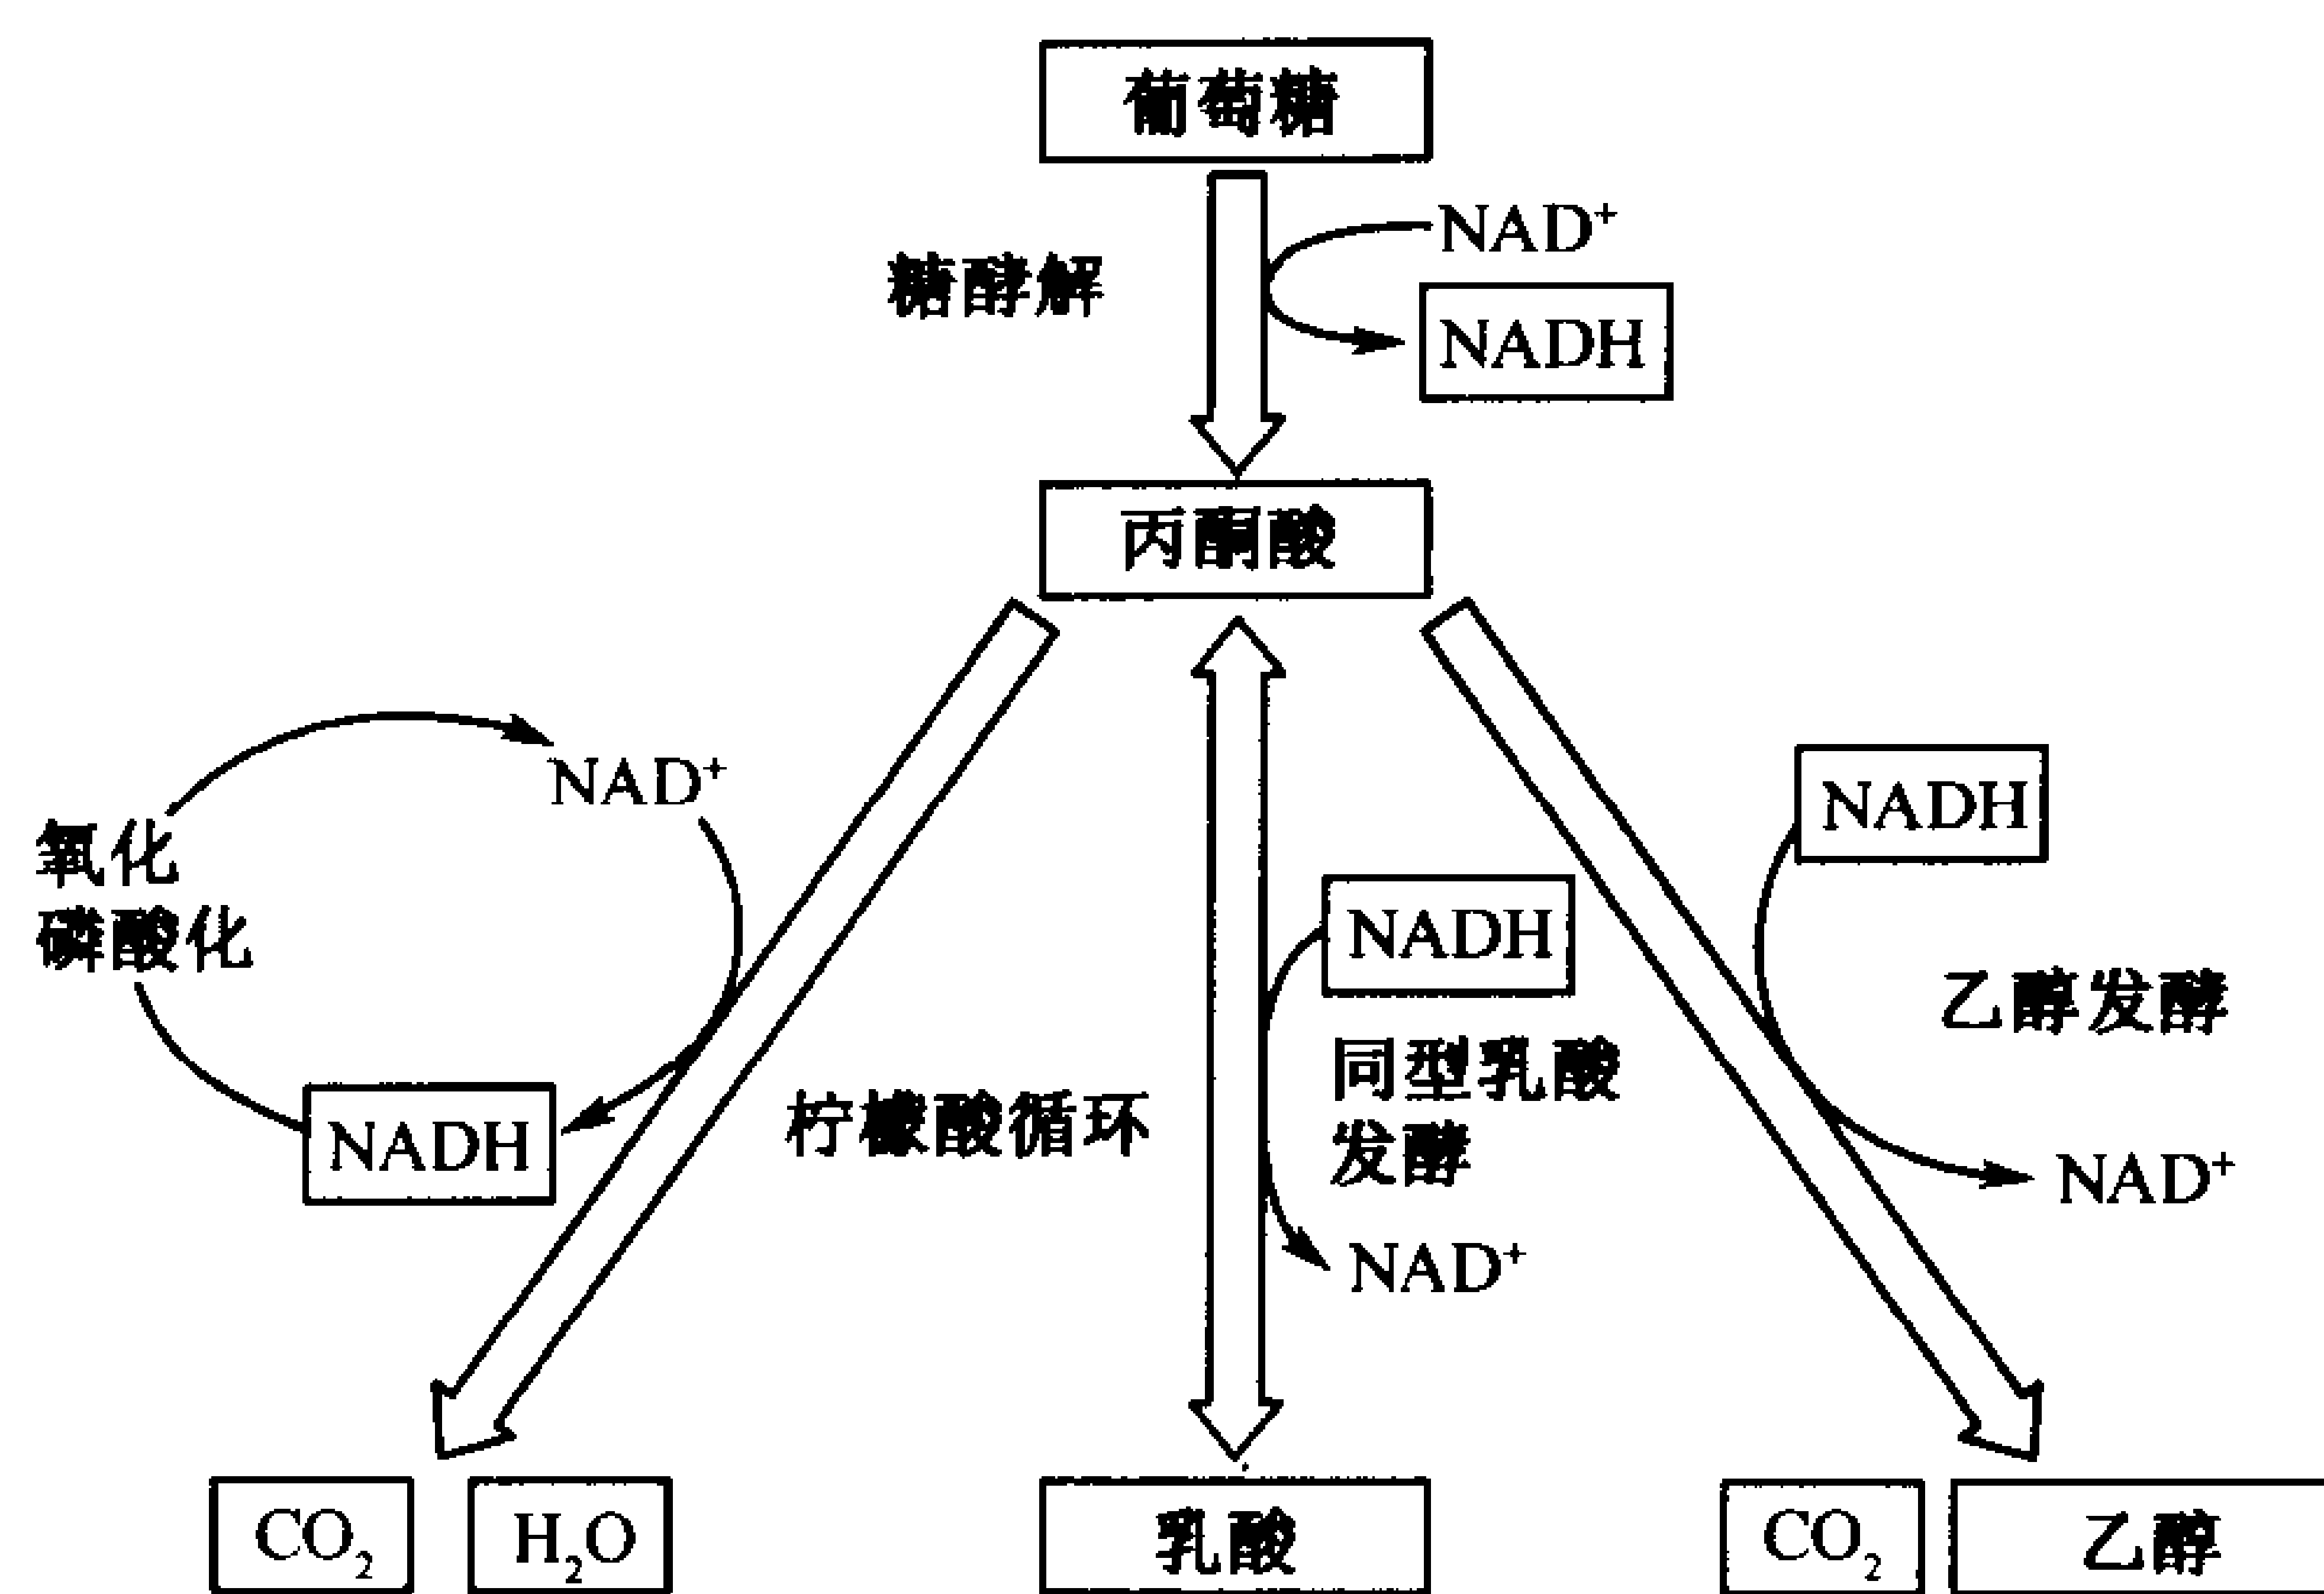 葡萄糖
NAD⁺
糖酵解
NADH
丙酮酸
NAD⁺
NADH
氧化
磷酸化
NADH
乙醇发酵
同型乳酸
发酵
柠檬酸循环
NADH
NAD⁺
NAD⁺
CO₂
H₂O
乳酸
CO₂
乙醇